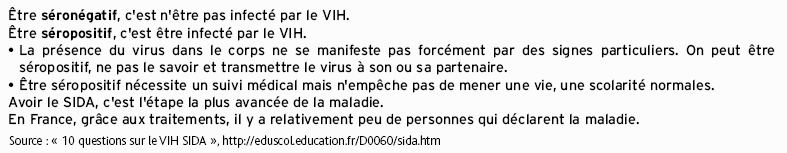 Être séronégatif, c'est n'être pas infecté par le VIH.
Être séropositif, c'est être infecté par le VIH.
• La présence du virus dans le corps ne se manifeste pas forcément par des signes particuliers. On peut être
séropositif, ne pas le savoir et transmettre le virus à son ou sa partenaire.
• Être séropositif nécessite un suivi médical mais n'empêche pas de mener une vie, une scolarité normales.
Avoir le SIDA, c'est l'étape la plus avancée de la maladie.
En France, grâce aux traitements, il y a relativement peu de personnes qui déclarent la maladie.
Source : « 10 questions sur le VIH SIDA », http://eduscol.education.fr/D0060/sida.htm